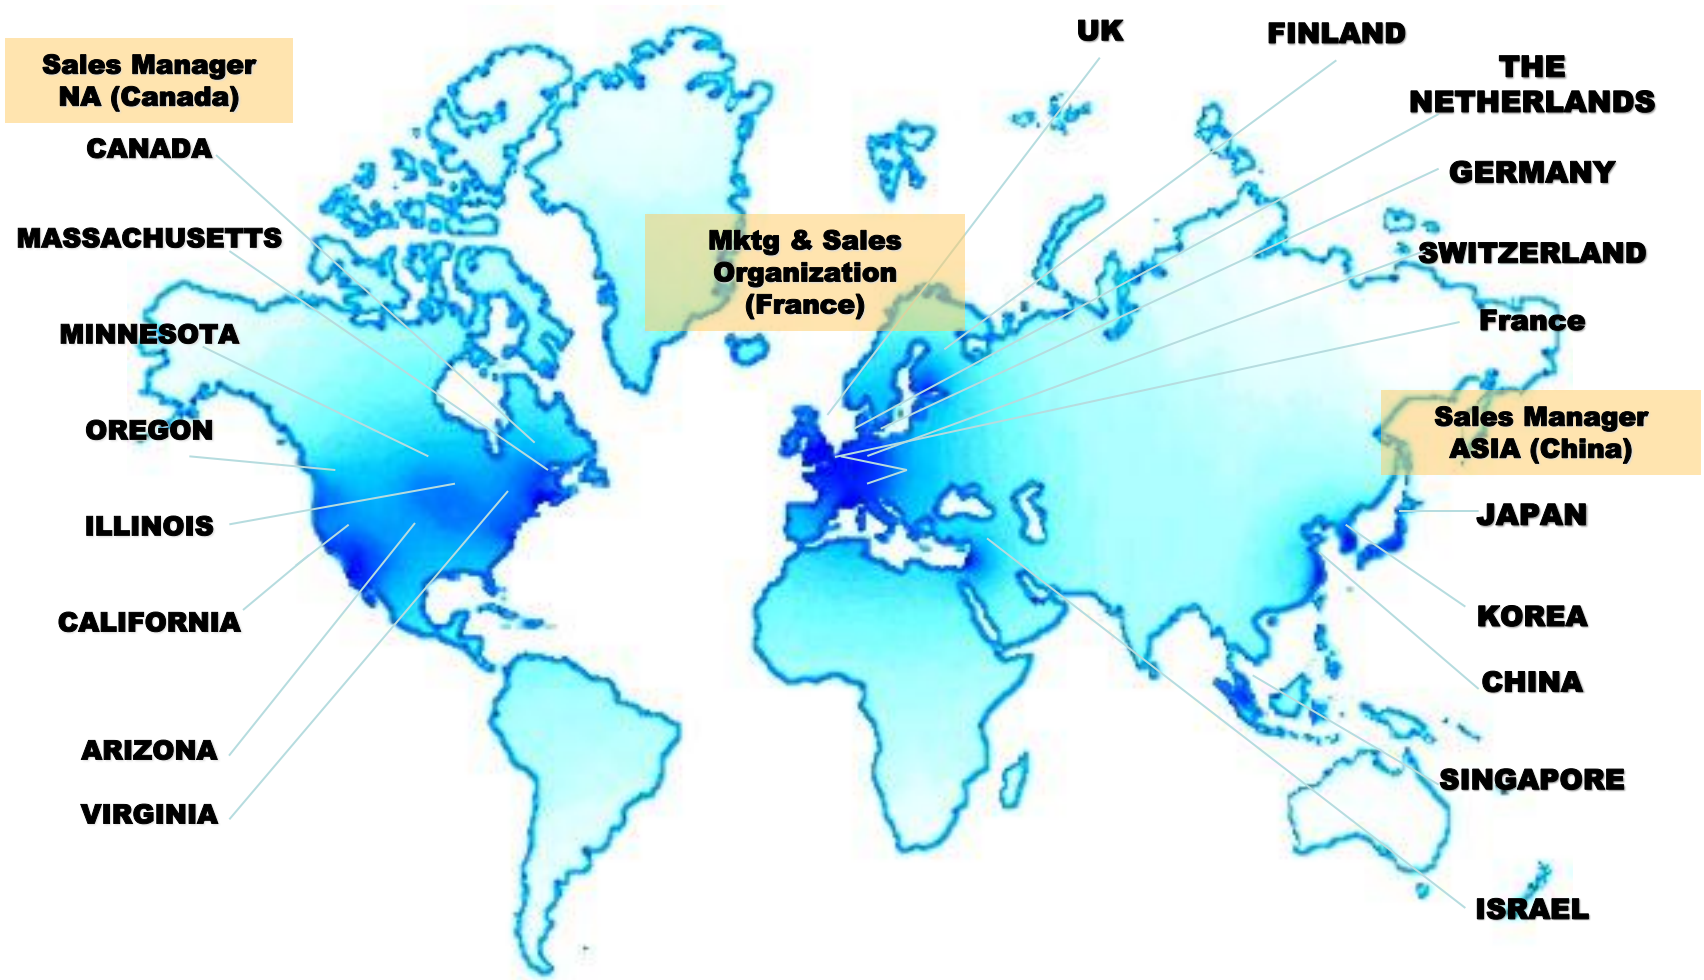 Sales Manager
NA (Canada)
CANADA
MASSACHUSETTS
MINNESOTA
OREGON
ILLINOIS
CALIFORNIA
ARIZONA
VIRGINIA
Mktg & Sales
Organization
(France)
UK
FINLAND
THE
NETHERLANDS
GERMANY
SWITZERLAND
France
Sales Manager
ASIA (China)
JAPAN
KOREA
CHINA
SINGAPORE
ISRAEL